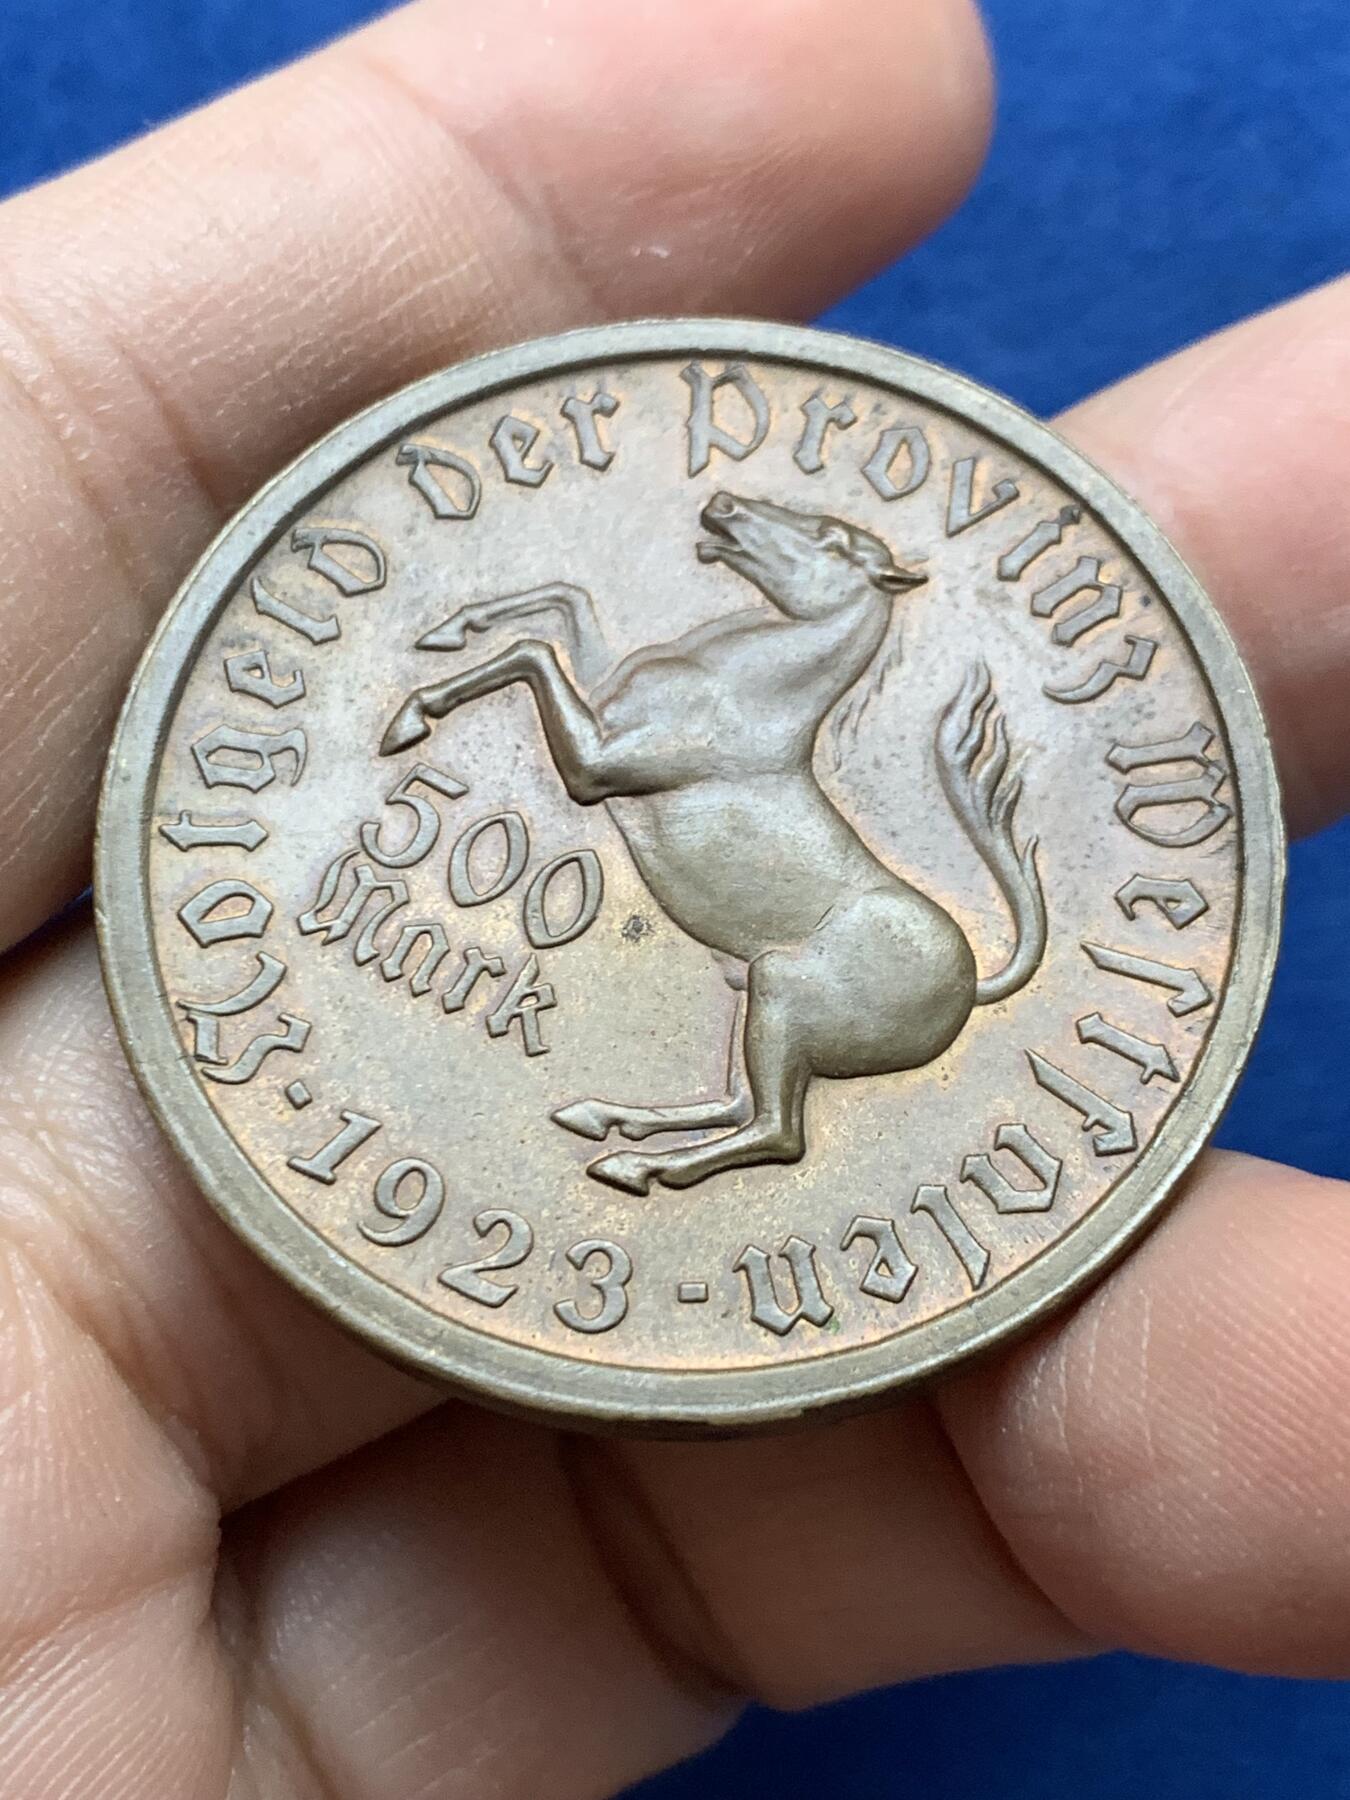 Notgeld der Provinz Westfalen
· 1923 ·
500
Mark